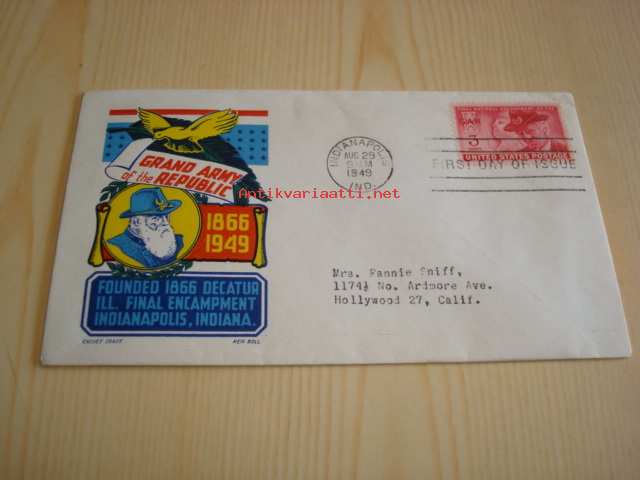 GRAND ARMY
of the REPUBLIC
1866
1949
FOUNDED 1866 DECATUR
ILL. FINAL ENCAMPMENT
INDIANAPOLIS, INDIANA.
CACHET CRAFT
KEN BOLL
INDIANAPOLIS
AUG 29
1949
IND.
3
UNITED STATES POSTAGE
FIRST DAY OF ISSUE
Antikvariaatti.net
Mrs. Fannie Sniff,
1174½ No. Ardmore Ave.
Hollywood 27, Calif.